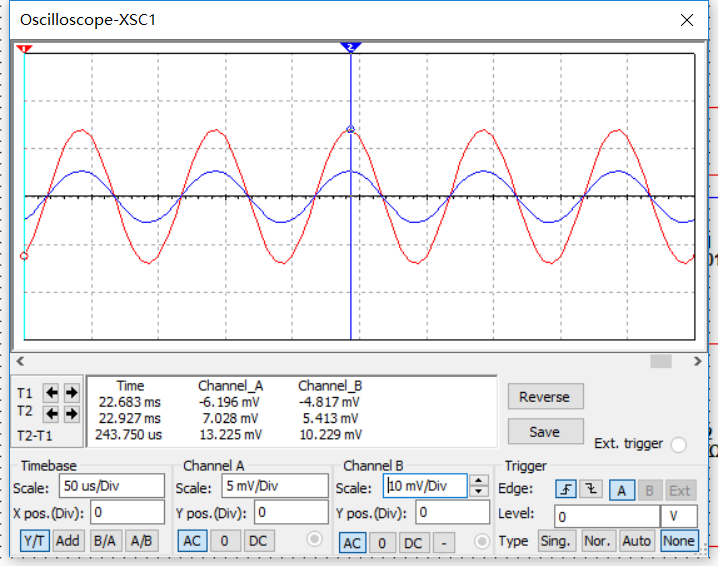 Oscilloscope-XSC1
1
2
Time Channel_A Channel_B
T1 22.683 ms -6.196 mV -4.817 mV
T2 22.927 ms 7.028 mV 5.413 mV
T2-T1 243.750 us 13.225 mV 10.229 mV
Reverse
Save
Ext. trigger
Timebase
Scale: 50 us/Div
X pos.(Div): 0
Y/T Add B/A A/B
Channel A
Scale: 5 mV/Div
Y pos.(Div): 0
AC 0 DC
Channel B
Scale: 10 mV/Div
Y pos.(Div): 0
AC 0 DC -
Trigger
Edge: A B Ext
Level: 0 V
Type Sing. Nor. Auto None